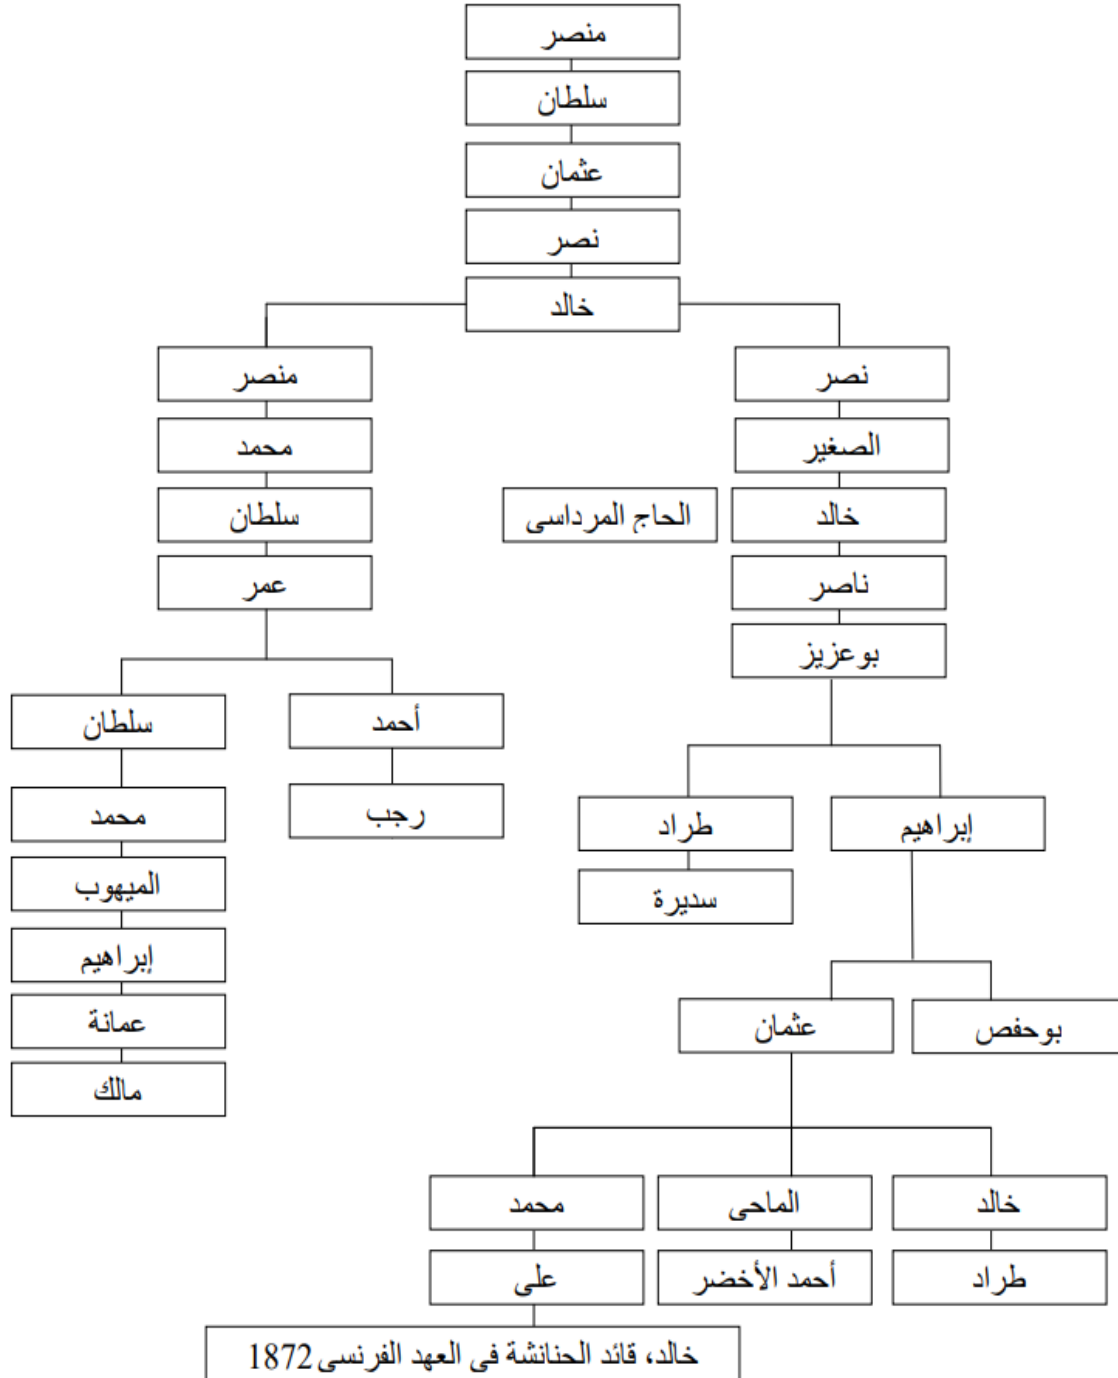 منصر
سلطان
عثمان
نصر
خالد
نصر
منصر
الصغير
محمد
خالد
الحاج المرداسى
سلطان
ناصر
عمر
بوعزيز
أحمد
سلطان
إبراهيم
طراد
رجب
محمد
سديرة
الميهوب
إبراهيم
بوحفص
عثمان
عمانة
مالك
خالد
الماحى
محمد
طراد
أحمد الأخضر
على
خالد، قائد الحنانشة فى العهد الفرنسى 1872